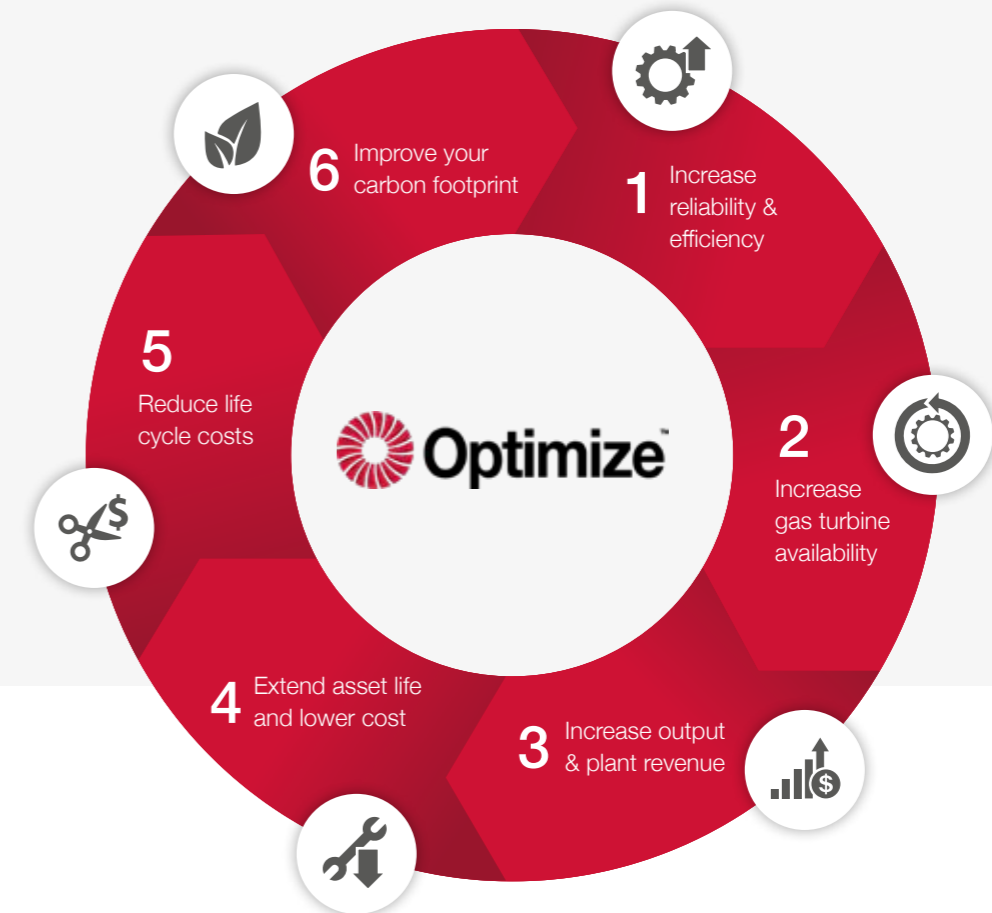 1
Increase
reliability &
efficiency
2
Increase
gas turbine
availability
3
Increase output
& plant revenue
$
4
Extend asset life
and lower cost
5
Reduce life
cycle costs
$
6
Improve your
carbon footprint
Optimize™